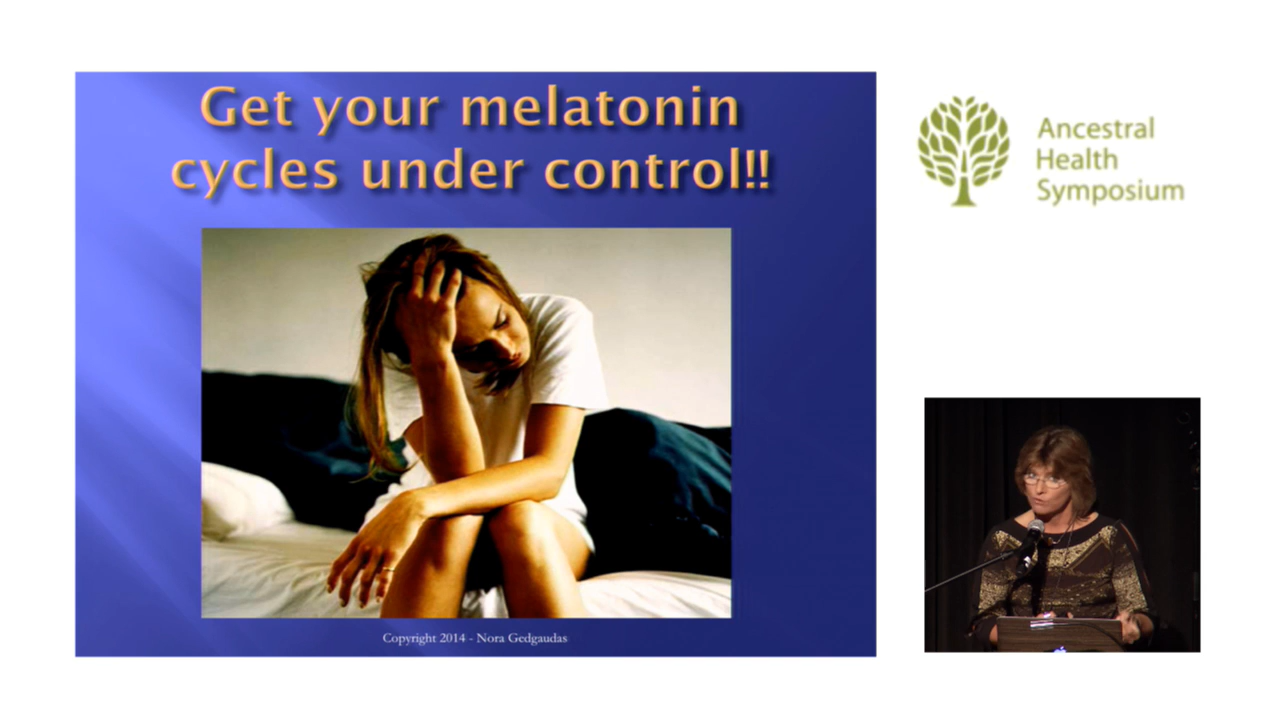 Get your melatonin
cycles under control!!
Copyright 2014 - Nora Gedgaudas
Ancestral
Health
Symposium